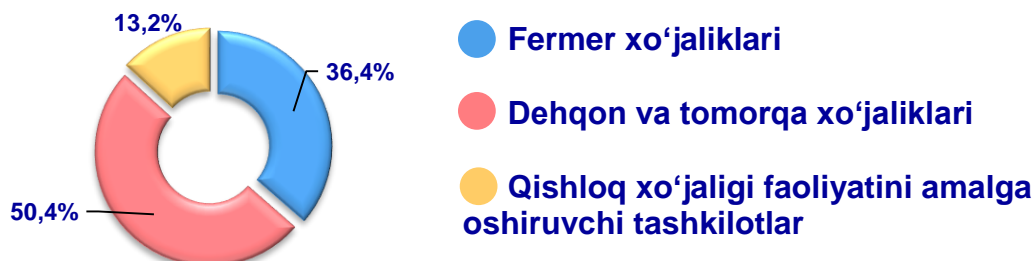 13,2%
36,4%
50,4%
Fermer xo‘jaliklari
Dehqon va tomorqa xo‘jaliklari
Qishloq xo‘jaligi faoliyatini amalga
oshiruvchi tashkilotlar